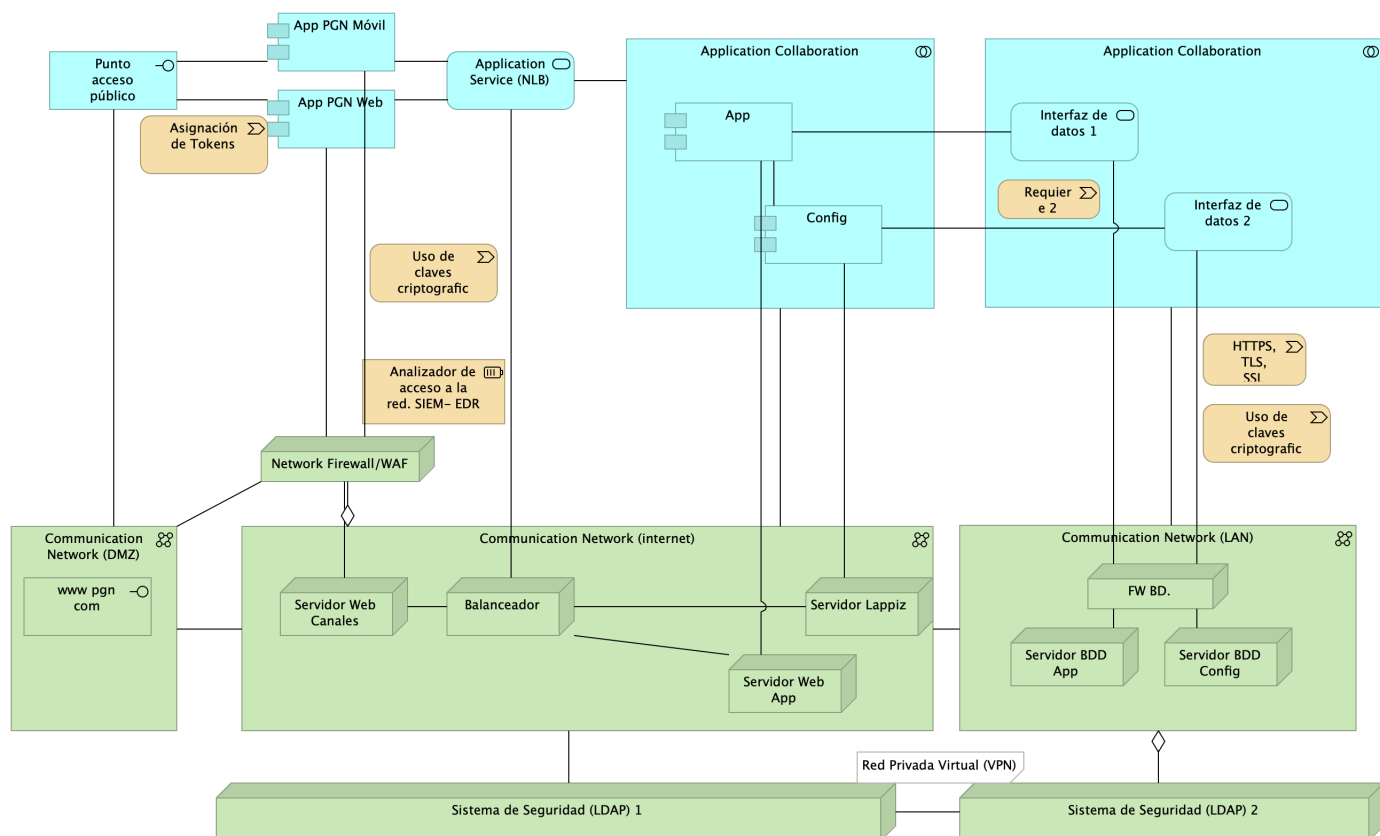 App PGN Móvil
Punto
acceso
público
Application
Service (NLB)
App PGN Web
Asignación
de Tokens
Application Collaboration
App
Config
Application Collaboration
Interfaz de
datos 1
Requier
e 2
Interfaz de
datos 2
Uso de
claves
criptografic
Analizador de
acceso a la
red. SIEM- EDR
HTTPS,
TLS,
SSL
Uso de
claves
criptografic
Network Firewall/WAF
Communication
Network (DMZ)
www pgn
com
Communication Network (internet)
Servidor Web
Canales
Balanceador
Servidor Lappiz
Servidor Web
App
Communication Network (LAN)
FW BD.
Servidor BDD
App
Servidor BDD
Config
Red Privada Virtual (VPN)
Sistema de Seguridad (LDAP) 1
Sistema de Seguridad (LDAP) 2